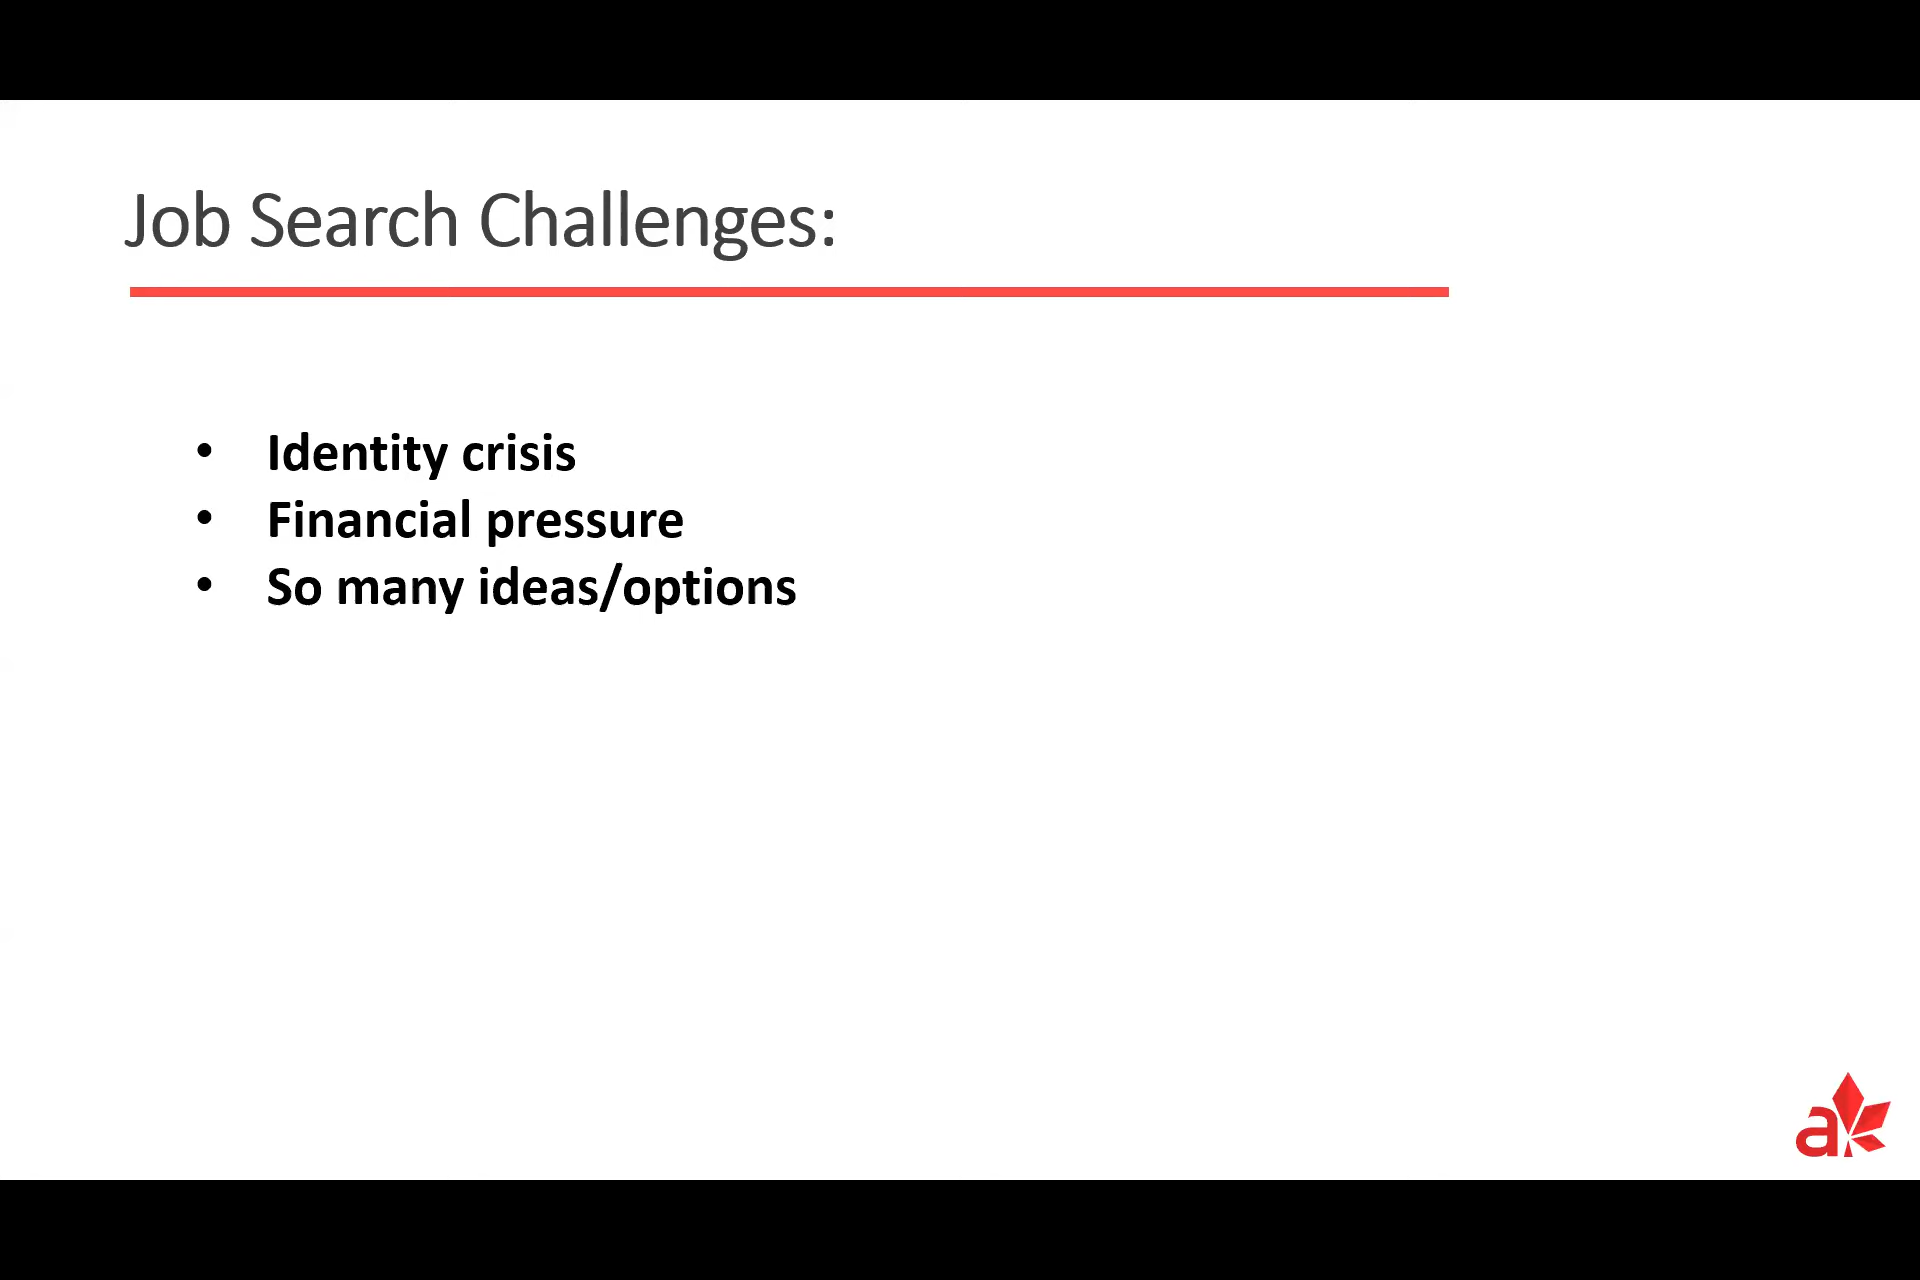 Job Search Challenges:
• Identity crisis
• Financial pressure
• So many ideas/options
a